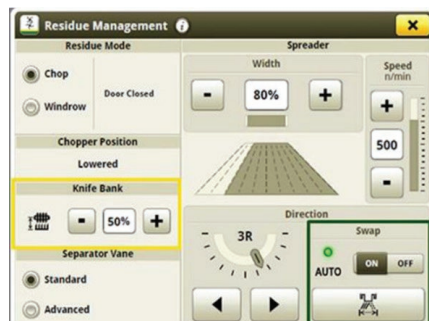 Residue Management
Residue Mode
Chop
Windrow
Door Closed
Chopper Position
Lowered
Knife Bank
- 50% +
Separator Vane
Standard
Advanced
Spreader
Width
- 80% +
Speed
n/min
+
500
-
Direction
3R
Swap
AUTO
ON OFF